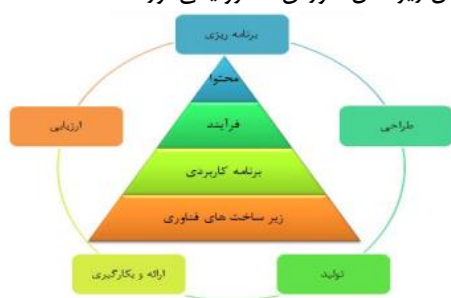 برنامه ریزی
محتوا
فرآیند
ارزیابی
طراحی
برنامه کاربردی
زیر ساخت های فناوری
ارائه و بکارگیری
تولید